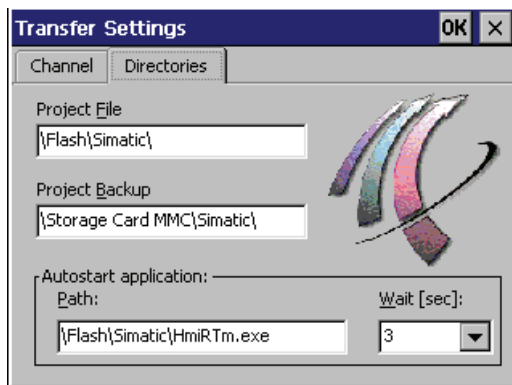 Transfer Settings OK ×
Channel Directories
Project File
\Flash\Simatic\
Project Backup
\Storage Card MMC\Simatic\
Autostart application:
Path: Wait [sec]:
\Flash\Simatic\HmiRTm.exe 3